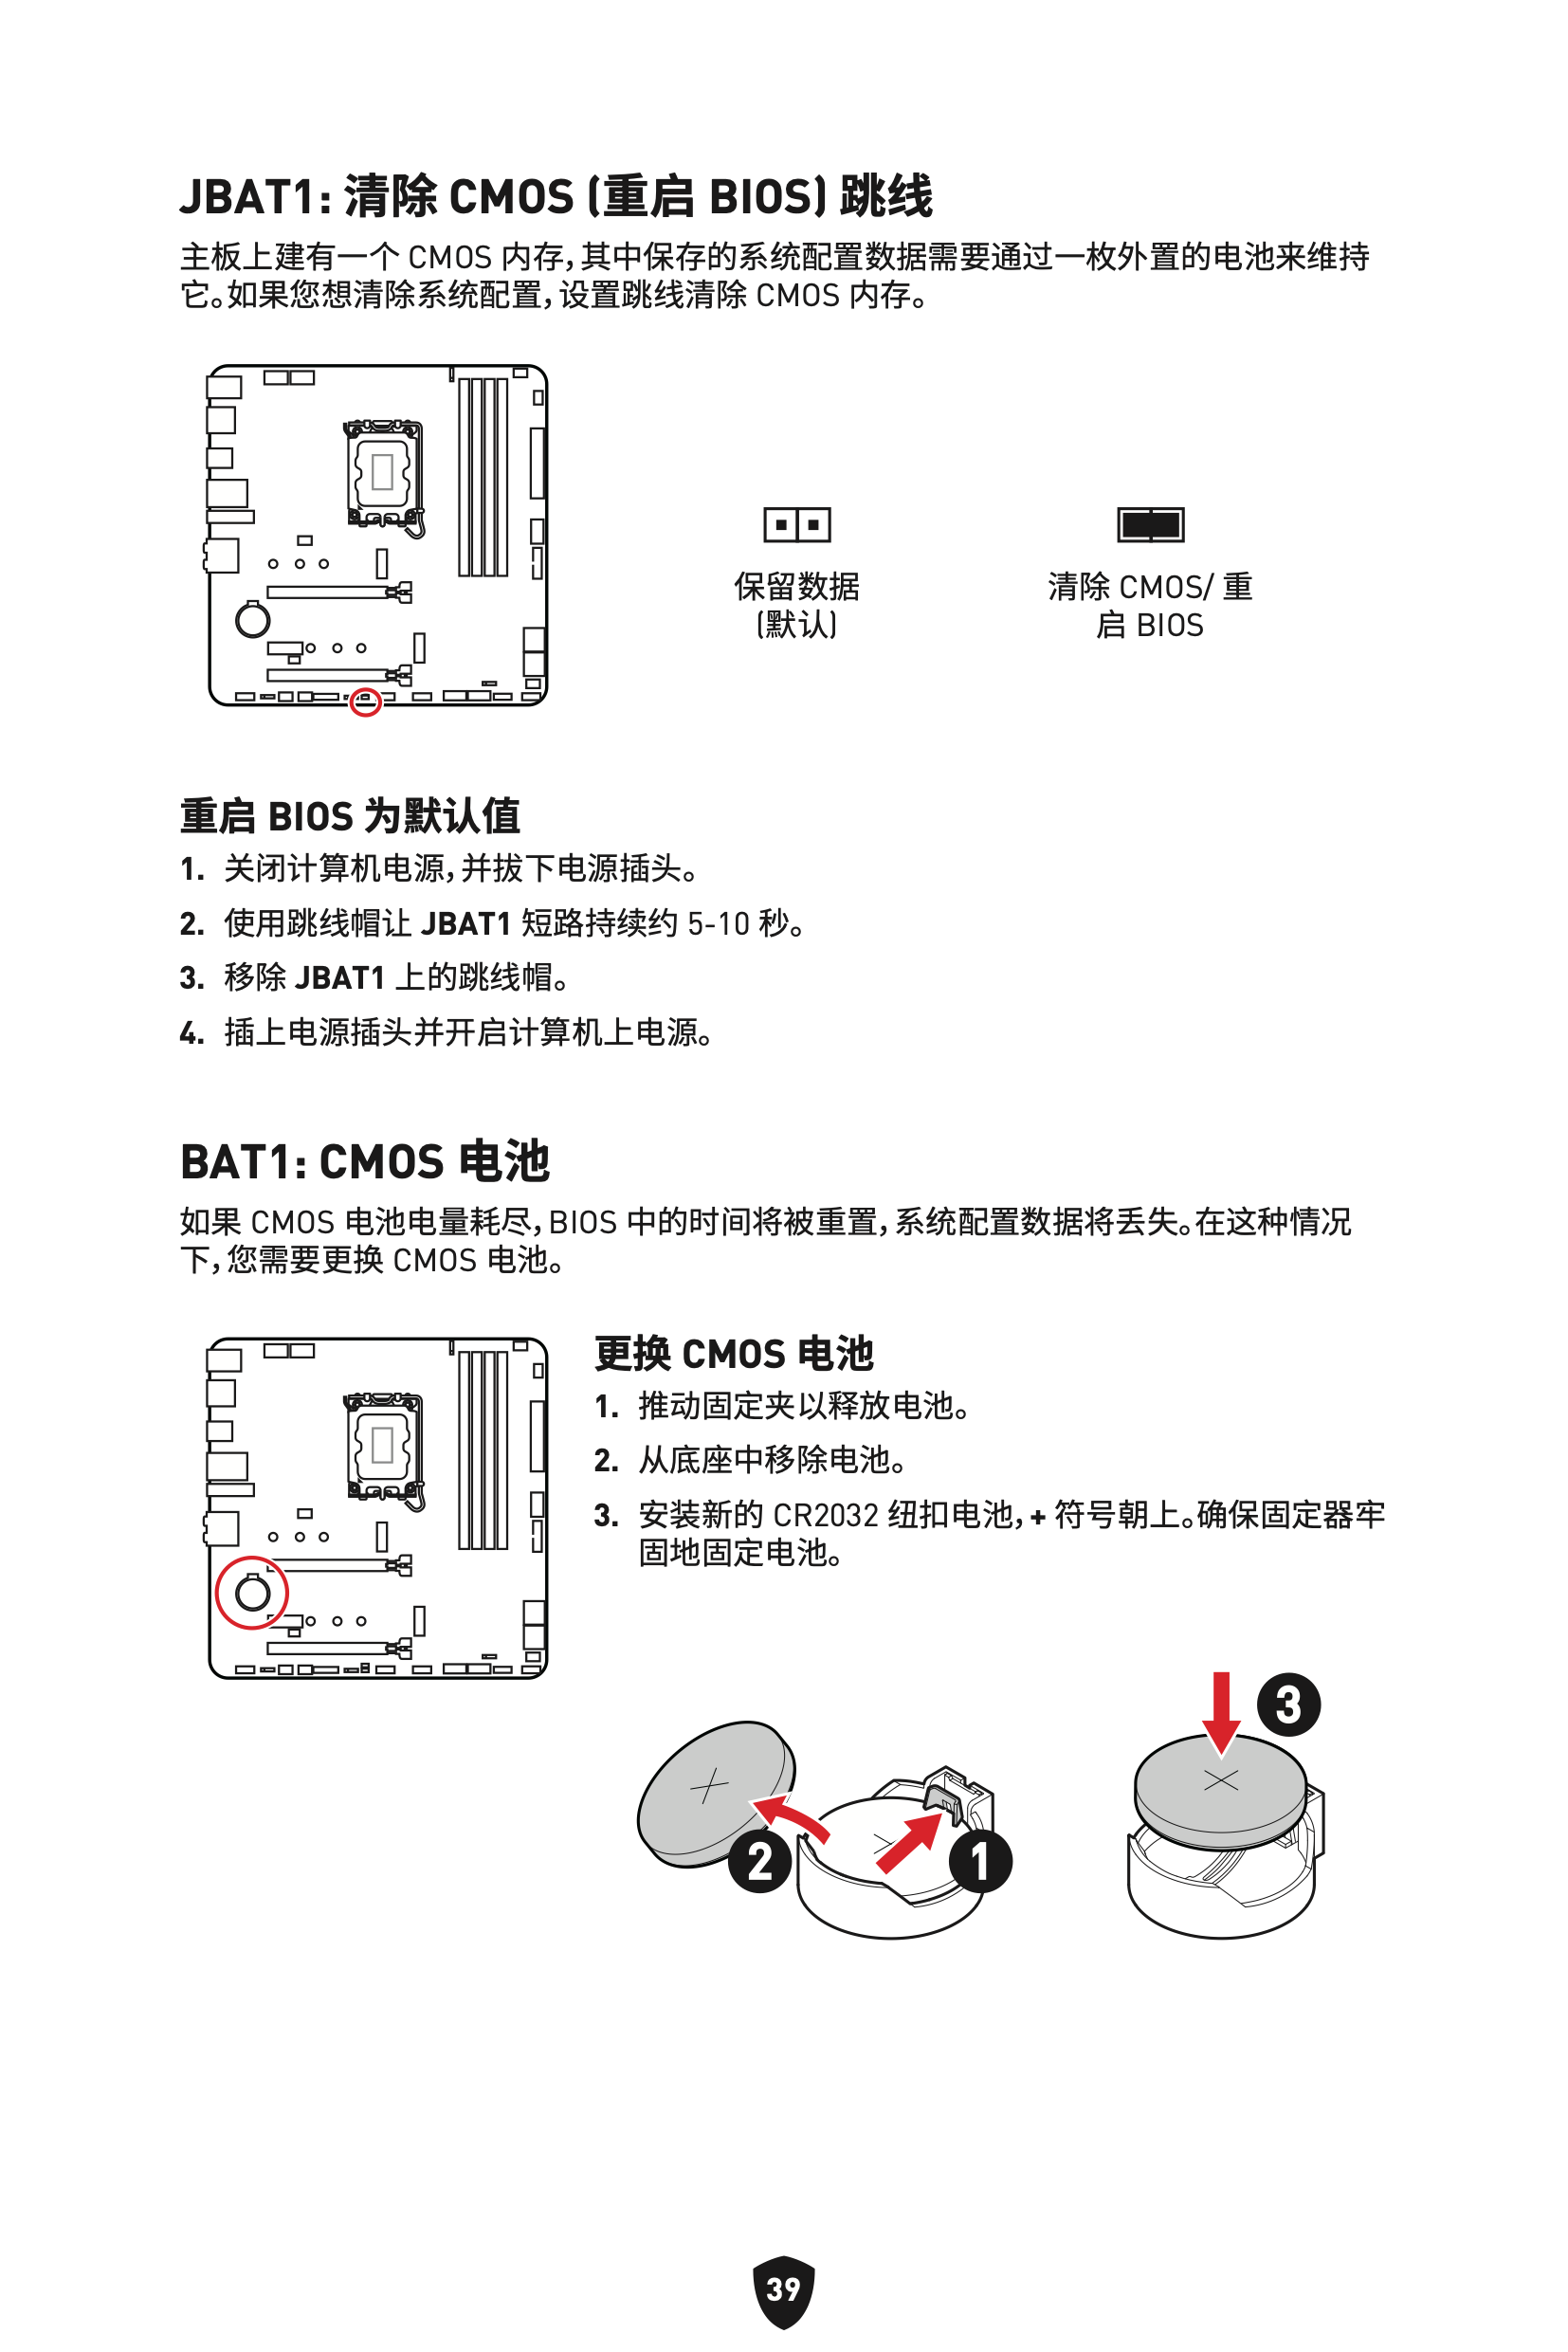 JBAT1: 清除 CMOS (重启 BIOS) 跳线
主板上建有一个 CMOS 内存，其中保存的系统配置数据需要通过一枚外置的电池来维持
它。如果您想清除系统配置，设置跳线清除 CMOS 内存。
保留数据
(默认)
清除 CMOS/ 重
启 BIOS
重启 BIOS 为默认值
1. 关闭计算机电源，并拔下电源插头。
2. 使用跳线帽让 JBAT1 短路持续约 5-10 秒。
3. 移除 JBAT1 上的跳线帽。
4. 插上电源插头并开启计算机上电源。
BAT1: CMOS 电池
如果 CMOS 电池电量耗尽，BIOS 中的时间将被重置，系统配置数据将丢失。在这种情况
下，您需要更换 CMOS 电池。
更换 CMOS 电池
1. 推动固定夹以释放电池。
2. 从底座中移除电池。
3. 安装新的 CR2032 纽扣电池，+ 符号朝上。确保固定器牢
固地固定电池。
3
2
1
39